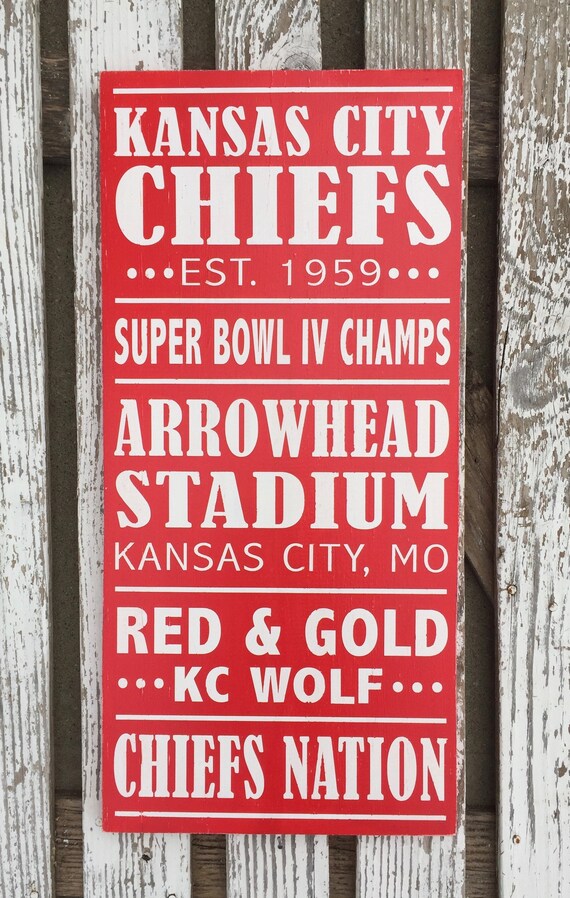 KANSAS CITY
CHIEFS
•••EST. 1959•••
SUPER BOWL IV CHAMPS
ARROWHEAD
STADIUM
KANSAS CITY, MO
RED & GOLD
•••KC WOLF•••
CHIEFS NATION